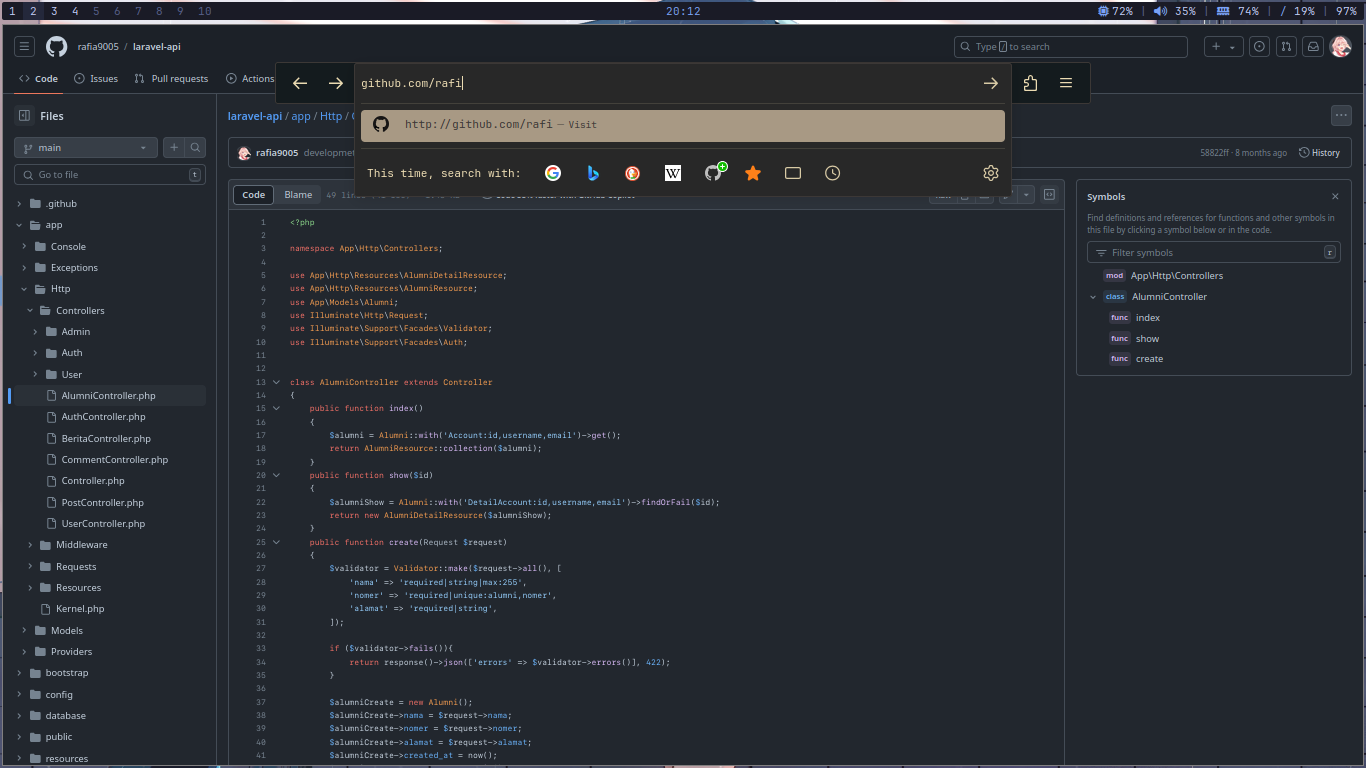 1 2 3 4 5 6 7 8 9 10 20:12 72% | 35% | 74% | / 19% | 97%
rafia9005 / laravel-api Type / to search
Code Issues Pull requests Actions
github.com/rafi
http://github.com/rafi — Visit
This time, search with:
Files
main
Go to file t
.github
app
Console
Exceptions
Http
Controllers
Admin
Auth
User
AlumniController.php
AuthController.php
BeritaController.php
CommentController.php
Controller.php
PostController.php
UserController.php
Middleware
Requests
Resources
Kernel.php
Models
Providers
bootstrap
config
database
public
resources
laravel-api / app / Http /
rafia9005 58822ff · 8 months ago History
Code Blame
1 <?php
2
3 namespace App\Http\Controllers;
4
5 use App\Http\Resources\AlumniDetailResource;
6 use App\Http\Resources\AlumniResource;
7 use App\Models\Alumni;
8 use Illuminate\Http\Request;
9 use Illuminate\Support\Facades\Validator;
10 use Illuminate\Support\Facades\Auth;
11
12
13 class AlumniController extends Controller
14 {
15 public function index()
16 {
17 $alumni = Alumni::with('Account:id,username,email')->get();
18 return AlumniResource::collection($alumni);
19 }
20 public function show($id)
21 {
22 $alumniShow = Alumni::with('DetailAccount:id,username,email')->findOrFail($id);
23 return new AlumniDetailResource($alumniShow);
24 }
25 public function create(Request $request)
26 {
27 $validator = Validator::make($request->all(), [
28 'nama' => 'required|string|max:255',
29 'nomer' => 'required|unique:alumni,nomer',
30 'alamat' => 'required|string',
31 ]);
32
33 if ($validator->fails()){
34 return response()->json(['errors' => $validator->errors()], 422);
35 }
36
37 $alumniCreate = new Alumni();
38 $alumniCreate->nama = $request->nama;
39 $alumniCreate->nomer = $request->nomer;
40 $alumniCreate->alamat = $request->alamat;
41 $alumniCreate->created_at = now();
Symbols
Find definitions and references for functions and other symbols in
this file by clicking a symbol below or in the code.
Filter symbols r
mod App\Http\Controllers
class AlumniController
func index
func show
func create